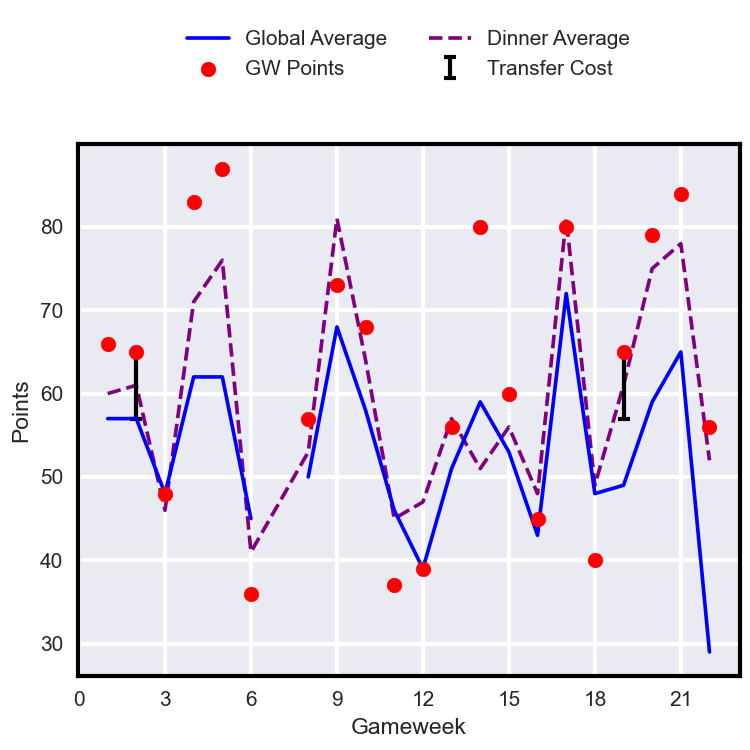 Global Average
Dinner Average
GW Points
Transfer Cost
80
70
60
50
40
30
Points
0 3 6 9 12 15 18 21
Gameweek